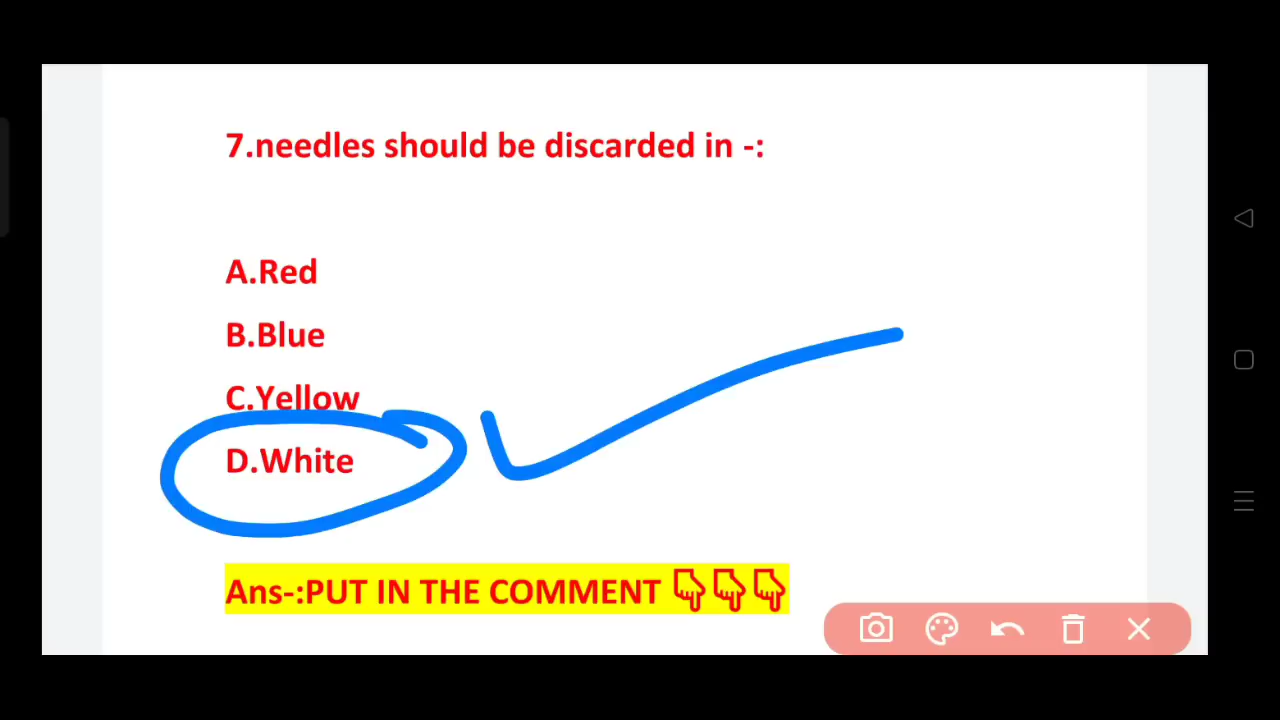 7.needles should be discarded in -:
A.Red
B.Blue
C.Yellow
D.White
Ans-:PUT IN THE COMMENT 👇👇👇